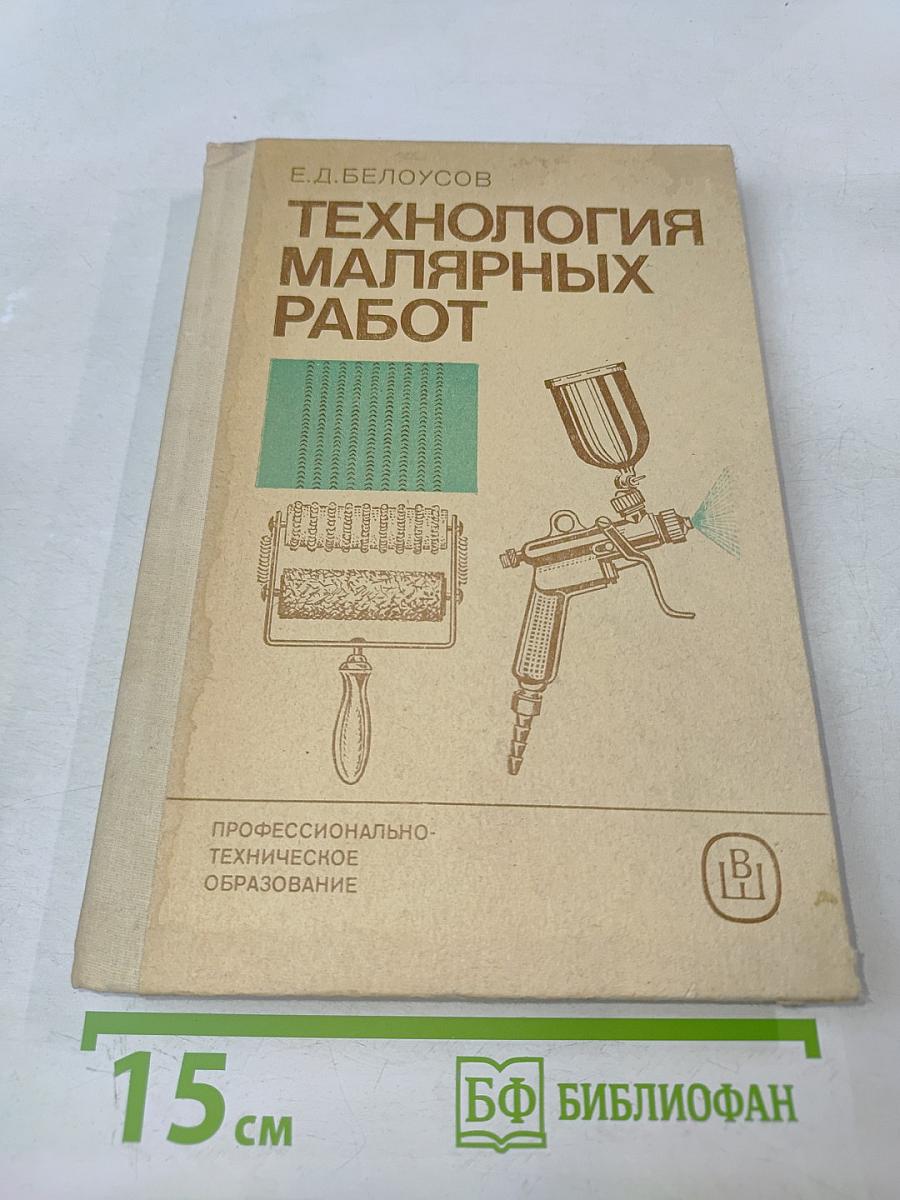 Е.Д.БЕЛОУСОВ
ТЕХНОЛОГИЯ
МАЛЯРНЫХ
РАБОТ
ПРОФЕССИОНАЛЬНО-
ТЕХНИЧЕСКОЕ
ОБРАЗОВАНИЕ
ВШ
15 см
БФ БИБЛИОФАН